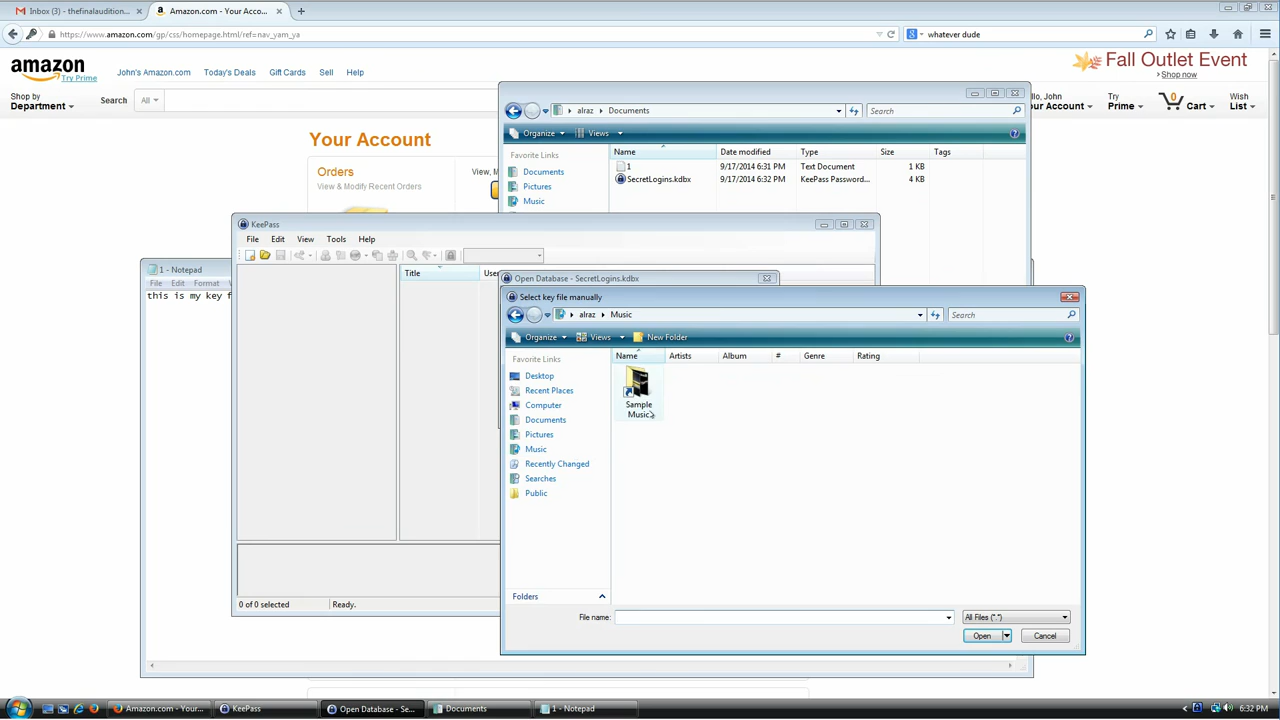 Inbox (3) - thefinalaudition...
Amazon.com - Your Acco...
https://www.amazon.com/gp/css/homepage.html/ref=nav_yam_ya
whatever dude
amazon
Try Prime
John's Amazon.com Today's Deals Gift Cards Sell Help
Fall Outlet Event
Shop now
Shop by
Department
Search All
lo, John
our Account
Try
Prime
0
Cart
Wish
List
Your Account
Orders
View & Modify Recent Orders
View, M
alraz Documents
Search
Organize Views
Favorite Links
Documents
Pictures
Music
Name Date modified Type Size Tags
1 9/17/2014 6:31 PM Text Document 1 KB
SecretLogins.kdbx 9/17/2014 6:32 PM KeePass Password... 4 KB
KeePass
File Edit View Tools Help
Title User
0 of 0 selected Ready.
1 - Notepad
File Edit Format
this is my key f
Open Database - SecretLogins.kdbx
Select key file manually
alraz Music
Search
Organize Views New Folder
Favorite Links
Desktop
Recent Places
Computer
Documents
Pictures
Music
Recently Changed
Searches
Public
Folders
Name Artists Album # Genre Rating
Sample
Music
File name:
All Files (*.*)
Open Cancel
Amazon.com - Your... KeePass Open Database - Se... Documents 1 - Notepad
6:32 PM